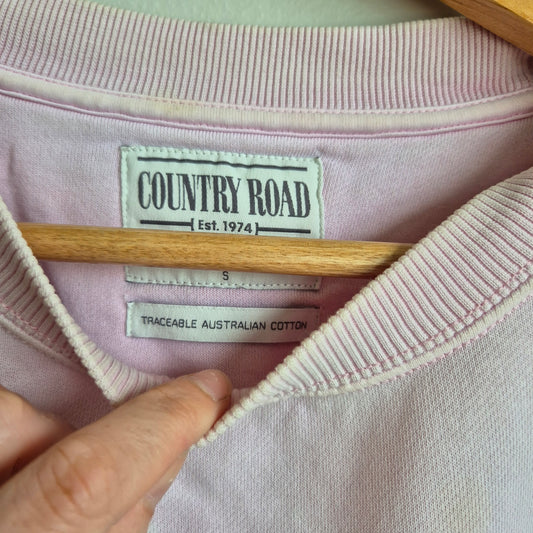 COUNTRY ROAD
Est. 1974
S
TRACEABLE AUSTRALIAN COTTON